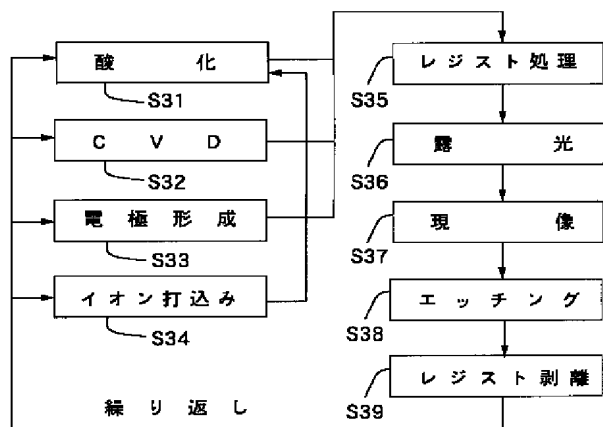 酸化
S31
CVD
S32
電極形成
S33
イオン打込み
S34
繰り返し
レジスト処理
S35
露光
S36
現像
S37
エッチング
S38
レジスト剥離
S39